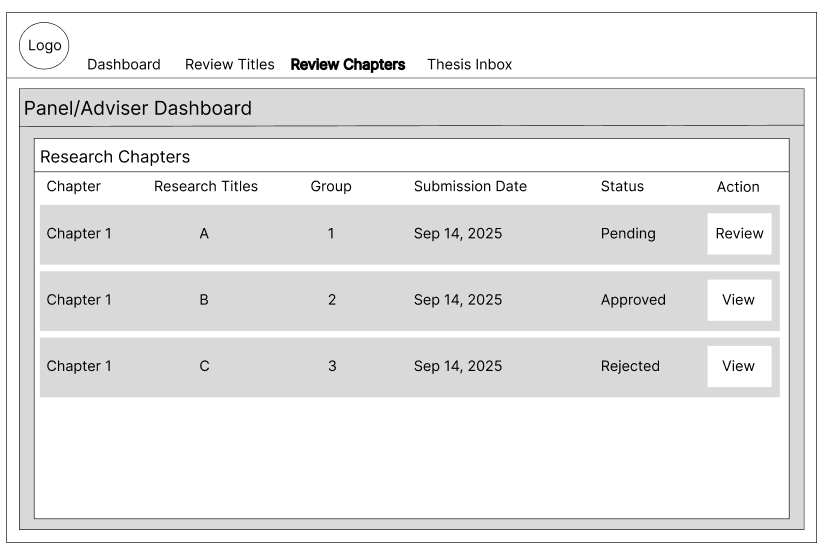 Logo
Dashboard Review Titles Review Chapters Thesis Inbox
Panel/Adviser Dashboard
Research Chapters
Chapter Research Titles Group Submission Date Status Action
Chapter 1 A 1 Sep 14, 2025 Pending Review
Chapter 1 B 2 Sep 14, 2025 Approved View
Chapter 1 C 3 Sep 14, 2025 Rejected View